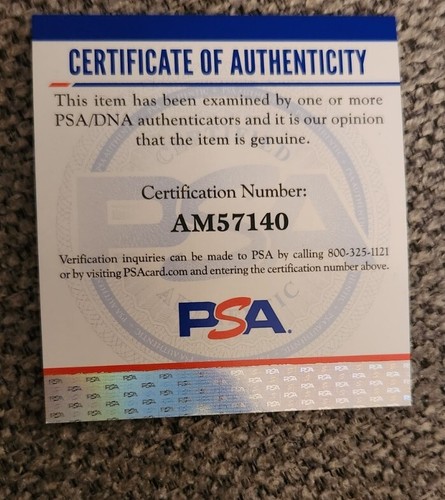 CERTIFICATE OF AUTHENTICITY
This item has been examined by one or more
PSA/DNA authenticators and it is our opinion
that the item is genuine.
Certification Number:
AM57140
Verification inquiries can be made to PSA by calling 800-325-1121
or by visiting PSAcard.com and entering the certification number above.
PSA